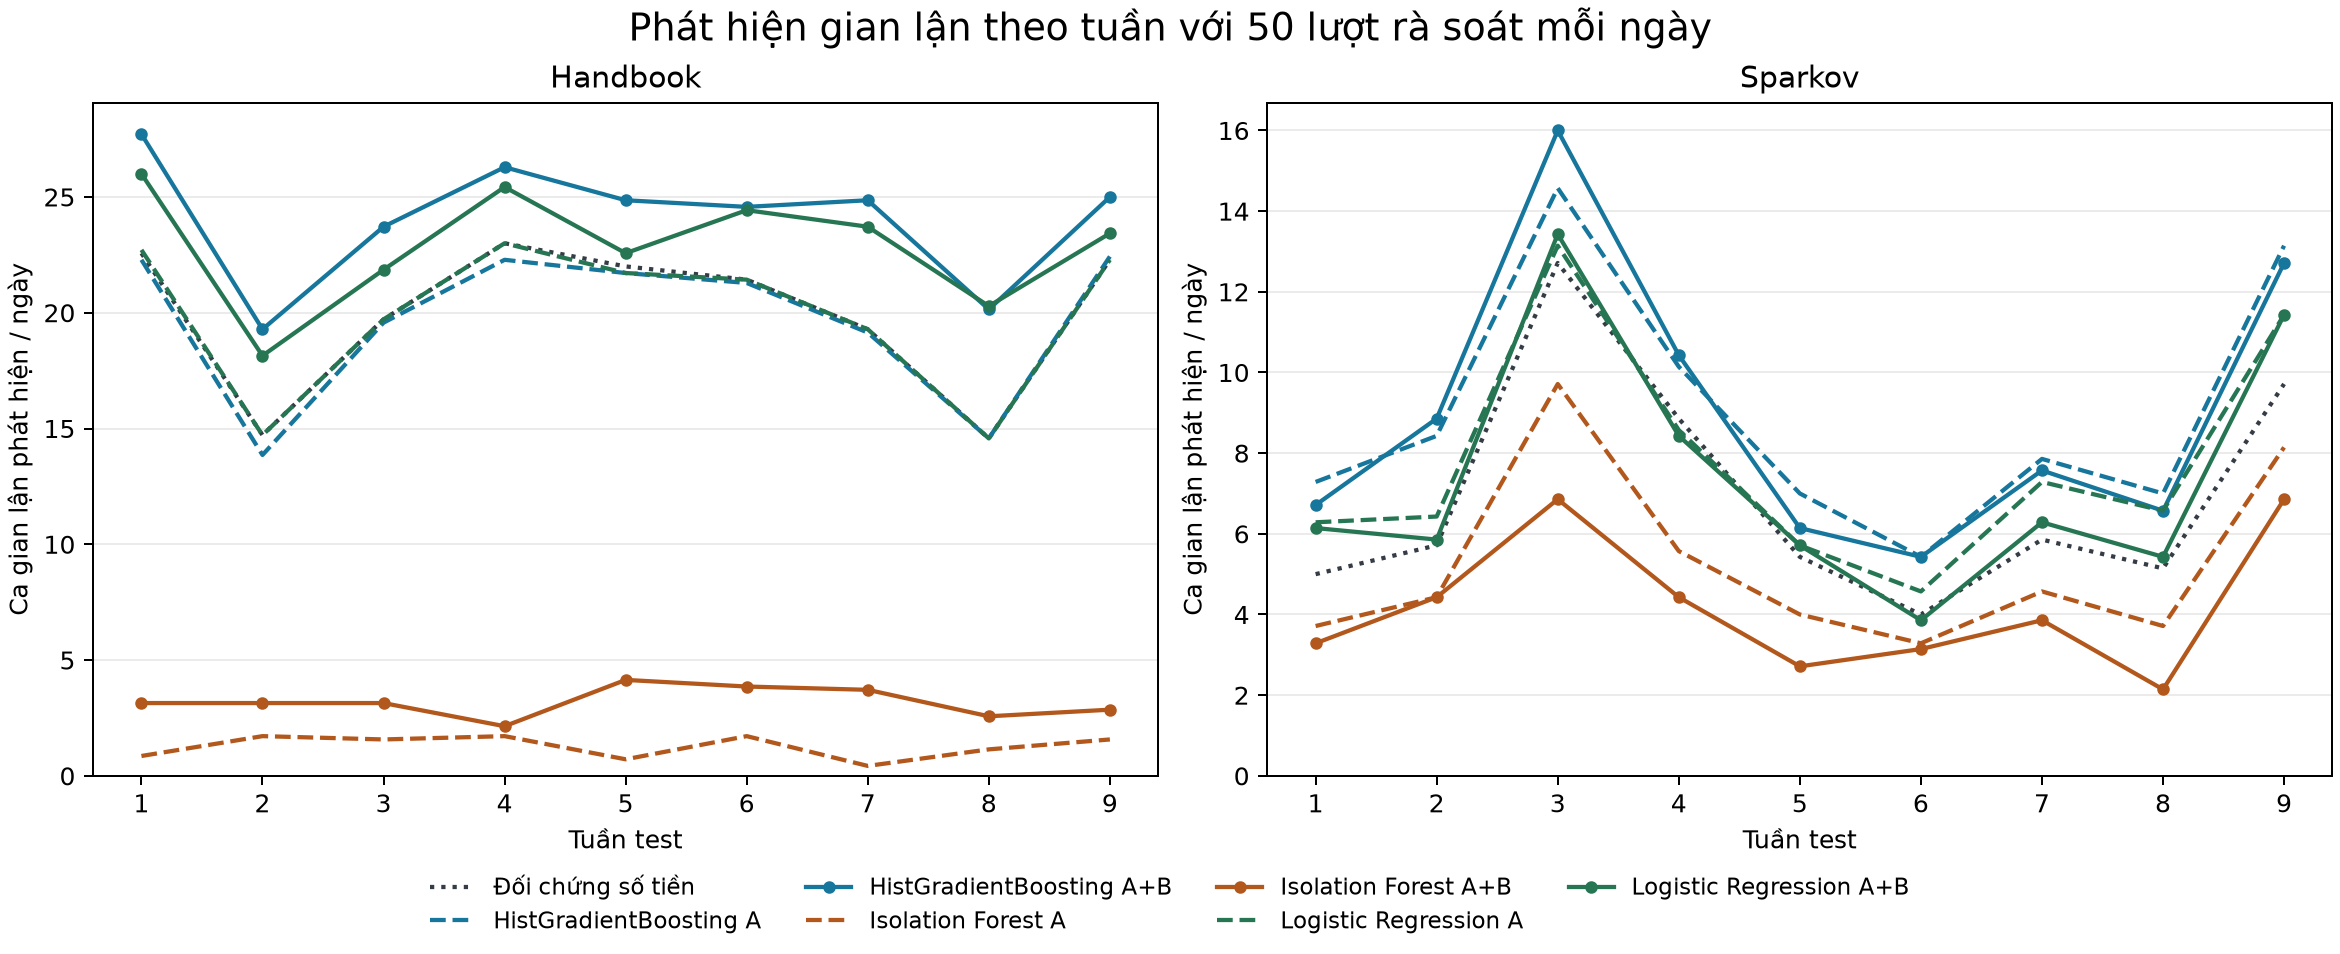 Phát hiện gian lận theo tuần với 50 lượt rà soát mỗi ngày
Handbook
Ca gian lận phát hiện / ngày
25
20
15
10
5
0
1 2 3 4 5 6 7 8 9
Tuần test
Sparkov
Ca gian lận phát hiện / ngày
16
14
12
10
8
6
4
2
0
1 2 3 4 5 6 7 8 9
Tuần test
Đối chứng số tiền
HistGradientBoosting A
HistGradientBoosting A+B
Isolation Forest A
Isolation Forest A+B
Logistic Regression A
Logistic Regression A+B